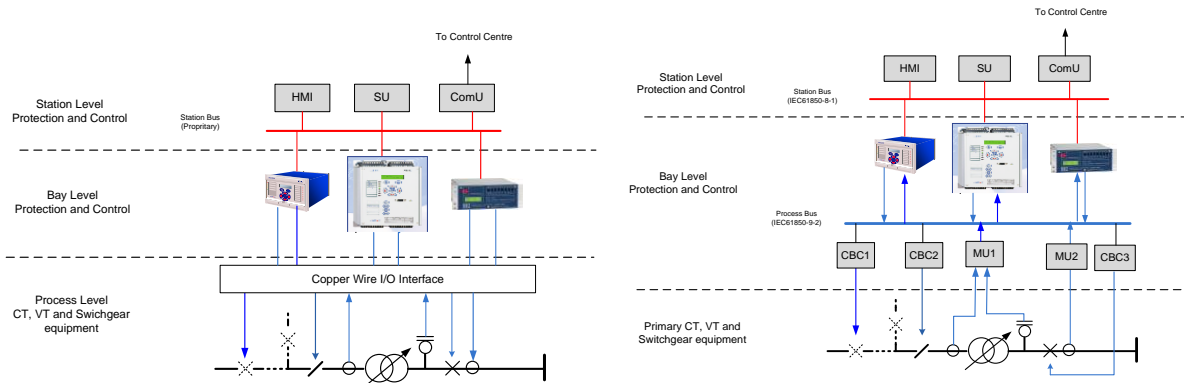 To Control Centre
HMI
SU
ComU
Station Level
Protection and Control
Station Bus
(Propritary)
Bay Level
Protection and Control
Copper Wire I/O Interface
Process Level
CT, VT and Swichgear
equipment
To Control Centre
HMI
SU
ComU
Station Level
Protection and Control
Station Bus
(IEC61850-8-1)
Bay Level
Protection and Control
Process Bus
(IEC61850-9-2)
CBC1
CBC2
MU1
MU2
CBC3
Primary CT, VT and
Switchgear equipment